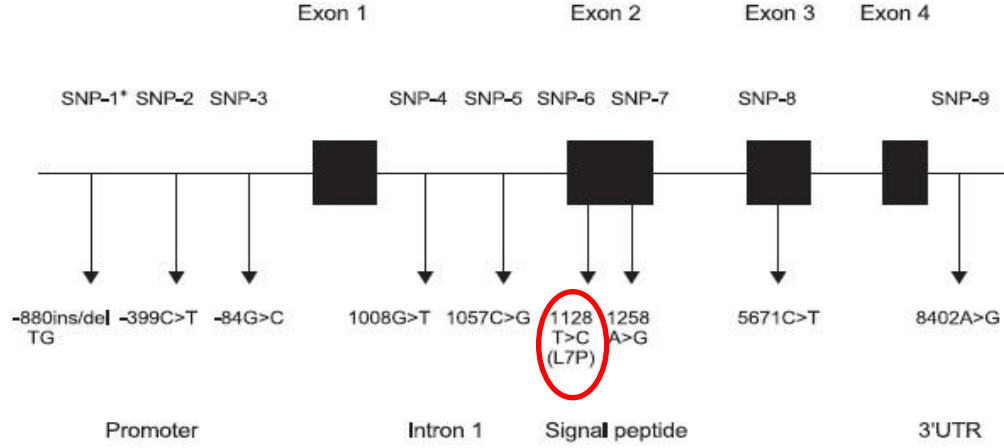 Exon 1 Exon 2 Exon 3 Exon 4
SNP-1* SNP-2 SNP-3 SNP-4 SNP-5 SNP-6 SNP-7 SNP-8 SNP-9
-880ins/del -399C>T -84G>C 1008G>T 1057C>G 1128 1258 5671C>T 8402A>G
TG T>C A>G
(L7P)
Promoter Intron 1 Signal peptide 3'UTR